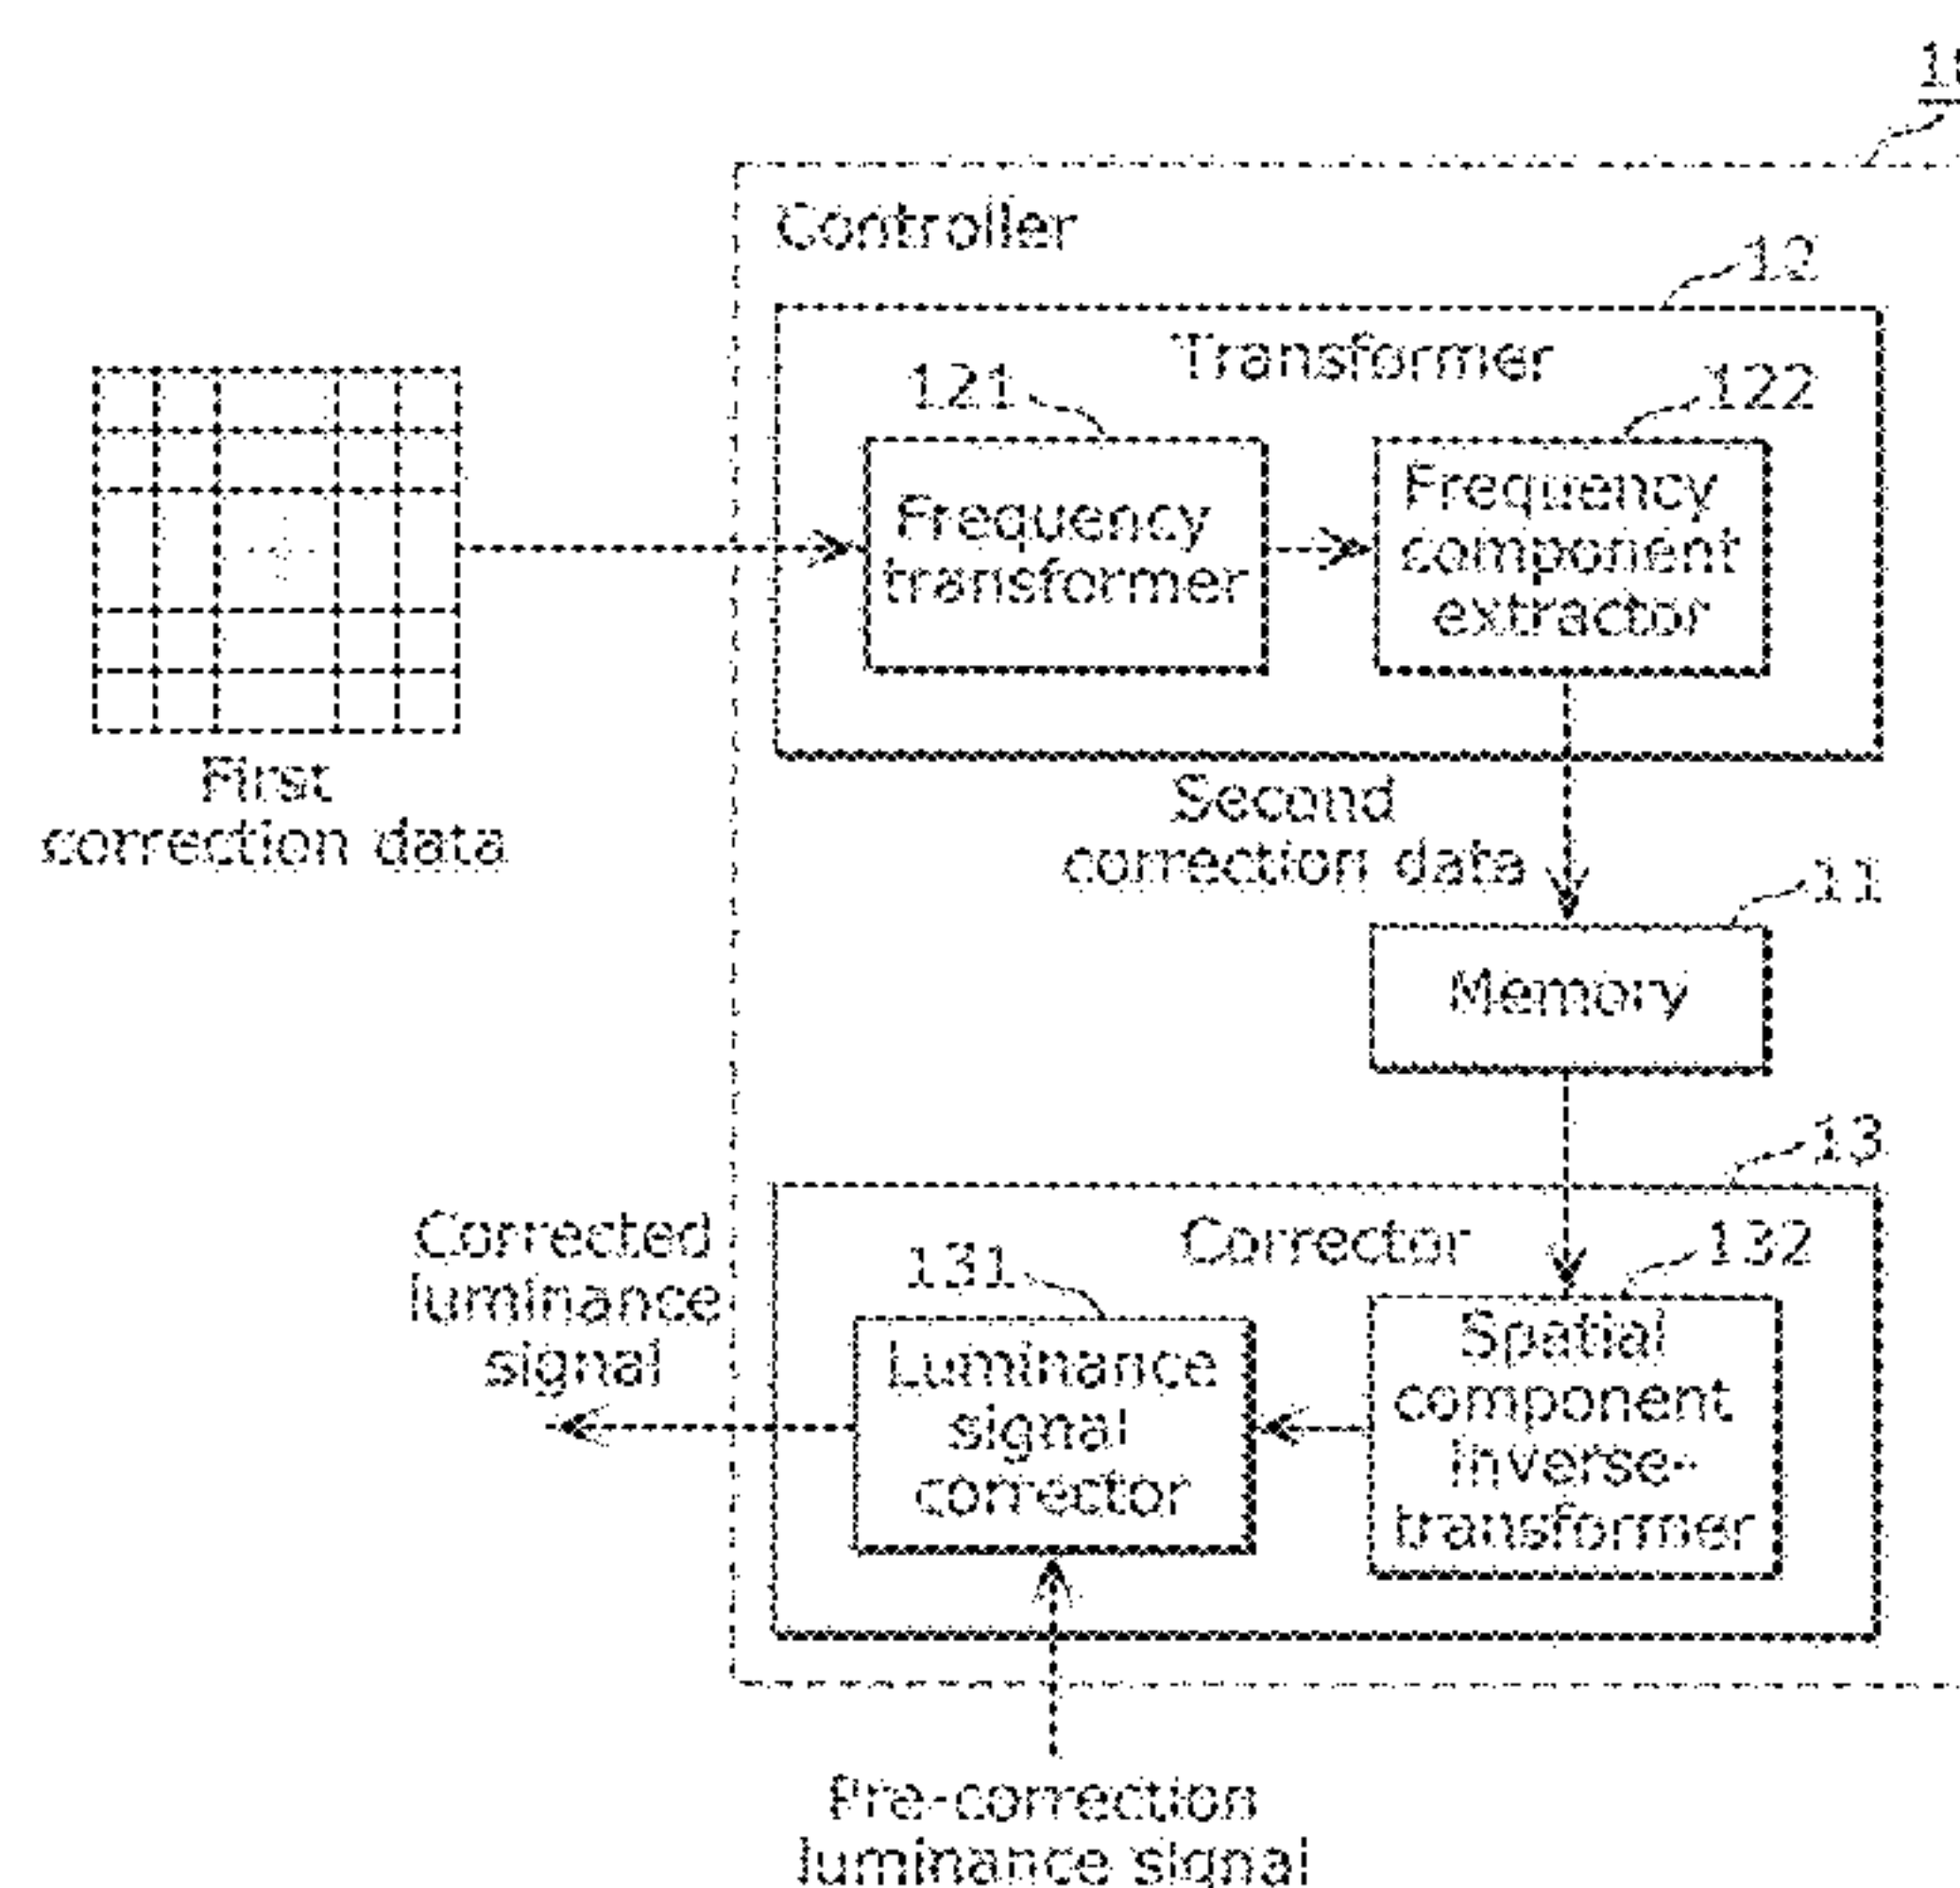 Controller
12
Transformer
121
122
Frequency
transformer
Frequency
component
extractor
First
correction data
Second
correction data
11
Memory
13
Corrector
131
132
Corrected
luminance
signal
Luminance
signal
corrector
Spatial
component
inverse-
transformer
Pre-correction
luminance signal